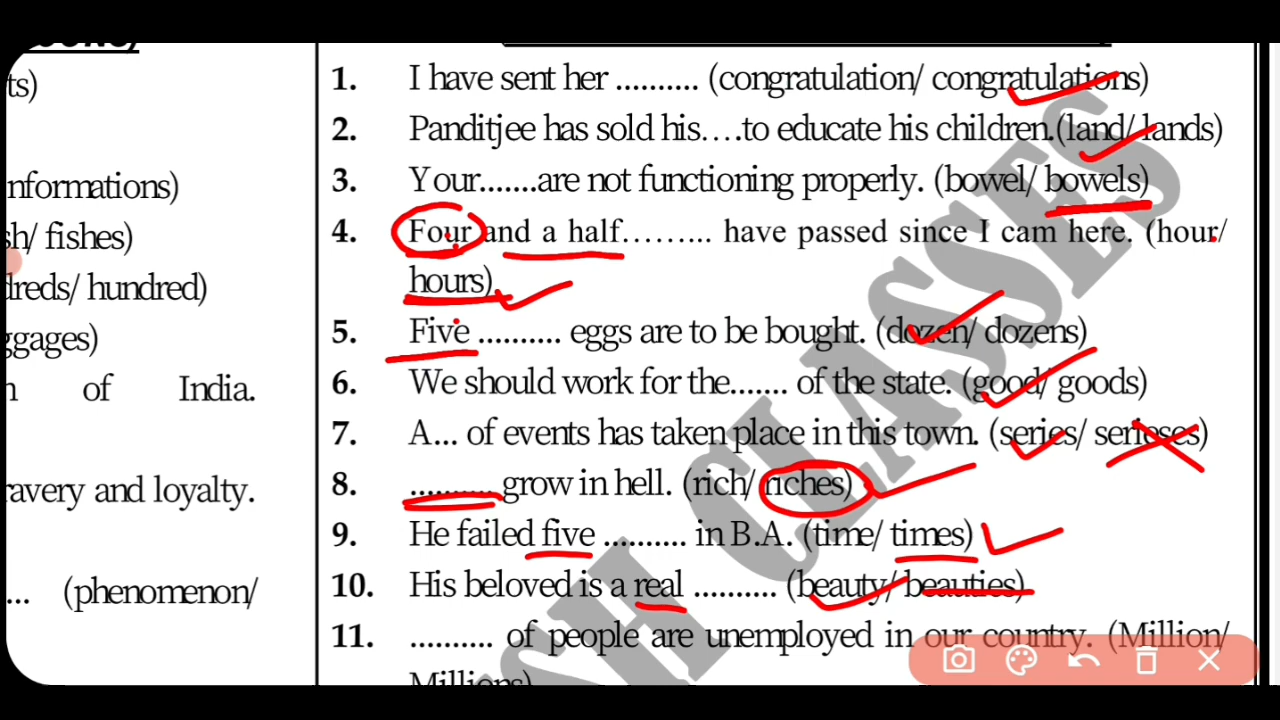 ts)
nformations)
sh/ fishes)
dreds/ hundred)
ggages)
of India.
ravery and loyalty.
... (phenomenon/
1. I have sent her .......... (congratulation/ congratulations)
2. Panditjee has sold his....to educate his children.(land/ lands)
3. Your.......are not functioning properly. (bowel/ bowels)
4. Four and a half......... have passed since I cam here. (hour/
hours)
5. Five .......... eggs are to be bought. (dozen/ dozens)
6. We should work for the....... of the state. (good/ goods)
7. A... of events has taken place in this town. (series/ serieses)
8. .......... grow in hell. (rich/ riches)
9. He failed five .......... in B.A. (time/ times)
10. His beloved is a real .......... (beauty/ beauties)
11. .......... of people are unemployed in our country. (Million/
Millions)
SH CLASSES